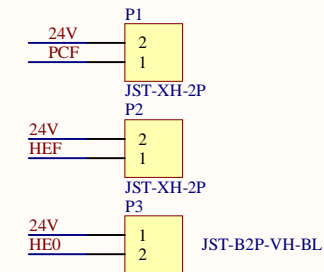 P1
24V 2
PCF 1
JST-XH-2P
P2
24V 2
HEF 1
JST-XH-2P
P3
24V 1
HE0 2 JST-B2P-VH-BL